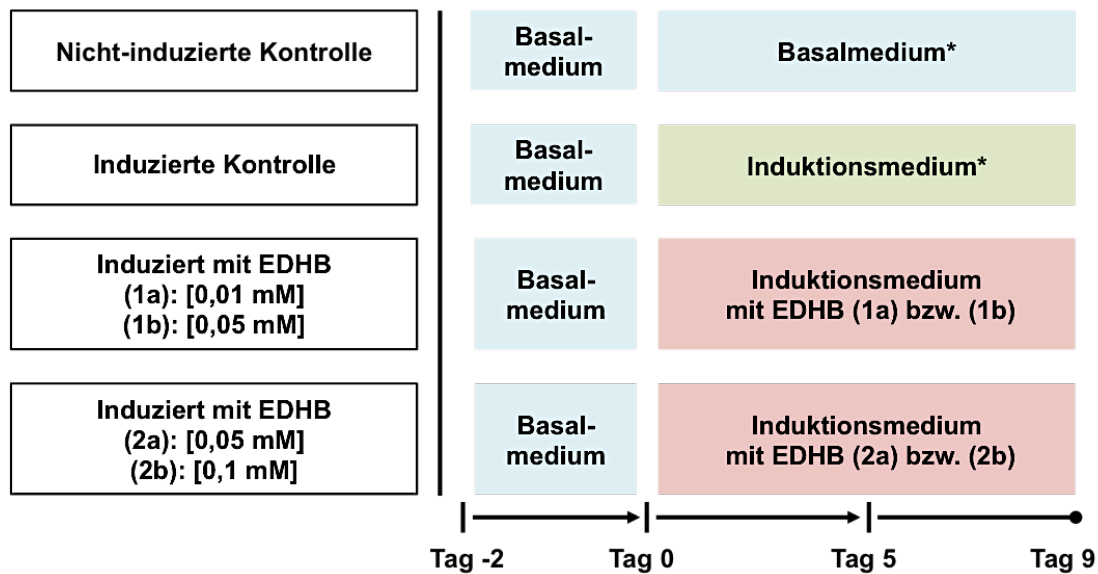 Nicht-induzierte Kontrolle
Basal-
medium
Basalmedium*
Induzierte Kontrolle
Basal-
medium
Induktionsmedium*
Induziert mit EDHB
(1a): [0,01 mM]
(1b): [0,05 mM]
Basal-
medium
Induktionsmedium
mit EDHB (1a) bzw. (1b)
Induziert mit EDHB
(2a): [0,05 mM]
(2b): [0,1 mM]
Basal-
medium
Induktionsmedium
mit EDHB (2a) bzw. (2b)
Tag -2
Tag 0
Tag 5
Tag 9